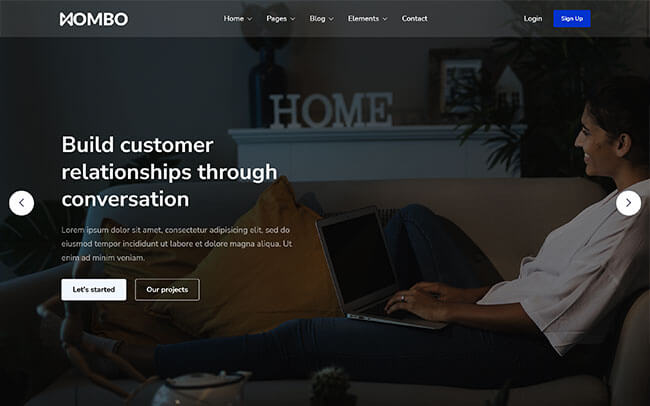 MOMBO
Home Pages Blog Elements Contact Login Sign Up
HOME
Build customer
relationships through
conversation
Lorem ipsum dolor sit amet, consectetur adipisicing elit, sed do
eiusmod tempor incididunt ut labore et dolore magna aliqua. Ut
enim ad minim veniam.
Let's started Our projects